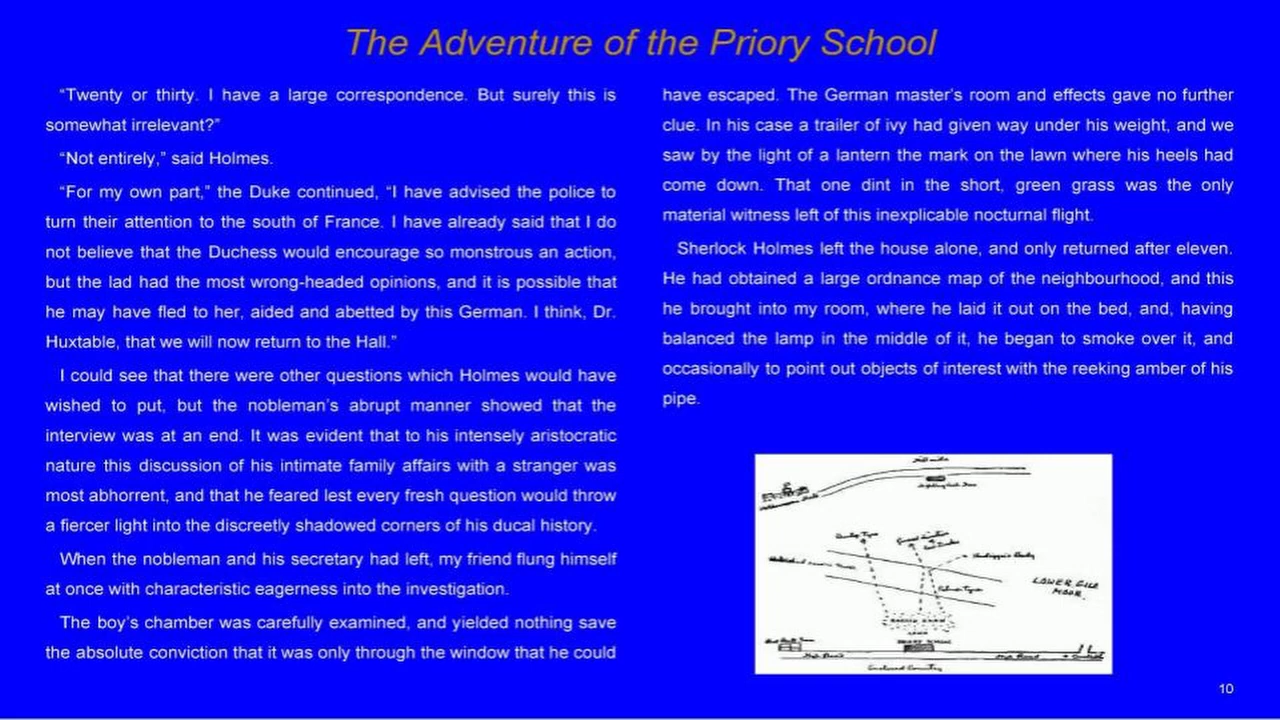 The Adventure of the Priory School
“Twenty or thirty. I have a large correspondence. But surely this is
somewhat irrelevant?”
“Not entirely,” said Holmes.
“For my own part,” the Duke continued, “I have advised the police to
turn their attention to the south of France. I have already said that I do
not believe that the Duchess would encourage so monstrous an action,
but the lad had the most wrong-headed opinions, and it is possible that
he may have fled to her, aided and abetted by this German. I think, Dr.
Huxtable, that we will now return to the Hall.”
I could see that there were other questions which Holmes would have
wished to put, but the nobleman’s abrupt manner showed that the
interview was at an end. It was evident that to his intensely aristocratic
nature this discussion of his intimate family affairs with a stranger was
most abhorrent, and that he feared lest every fresh question would throw
a fiercer light into the discreetly shadowed corners of his ducal history.
When the nobleman and his secretary had left, my friend flung himself
at once with characteristic eagerness into the investigation.
The boy’s chamber was carefully examined, and yielded nothing save
the absolute conviction that it was only through the window that he could
have escaped. The German master’s room and effects gave no further
clue. In his case a trailer of ivy had given way under his weight, and we
saw by the light of a lantern the mark on the lawn where his heels had
come down. That one dint in the short, green grass was the only
material witness left of this inexplicable nocturnal flight.
Sherlock Holmes left the house alone, and only returned after eleven.
He had obtained a large ordnance map of the neighbourhood, and this
he brought into my room, where he laid it out on the bed, and, having
balanced the lamp in the middle of it, he began to smoke over it, and
occasionally to point out objects of interest with the reeking amber of his
pipe.
LOWER GILL
MOOR
High Road
High Road
Enclosed Country
10